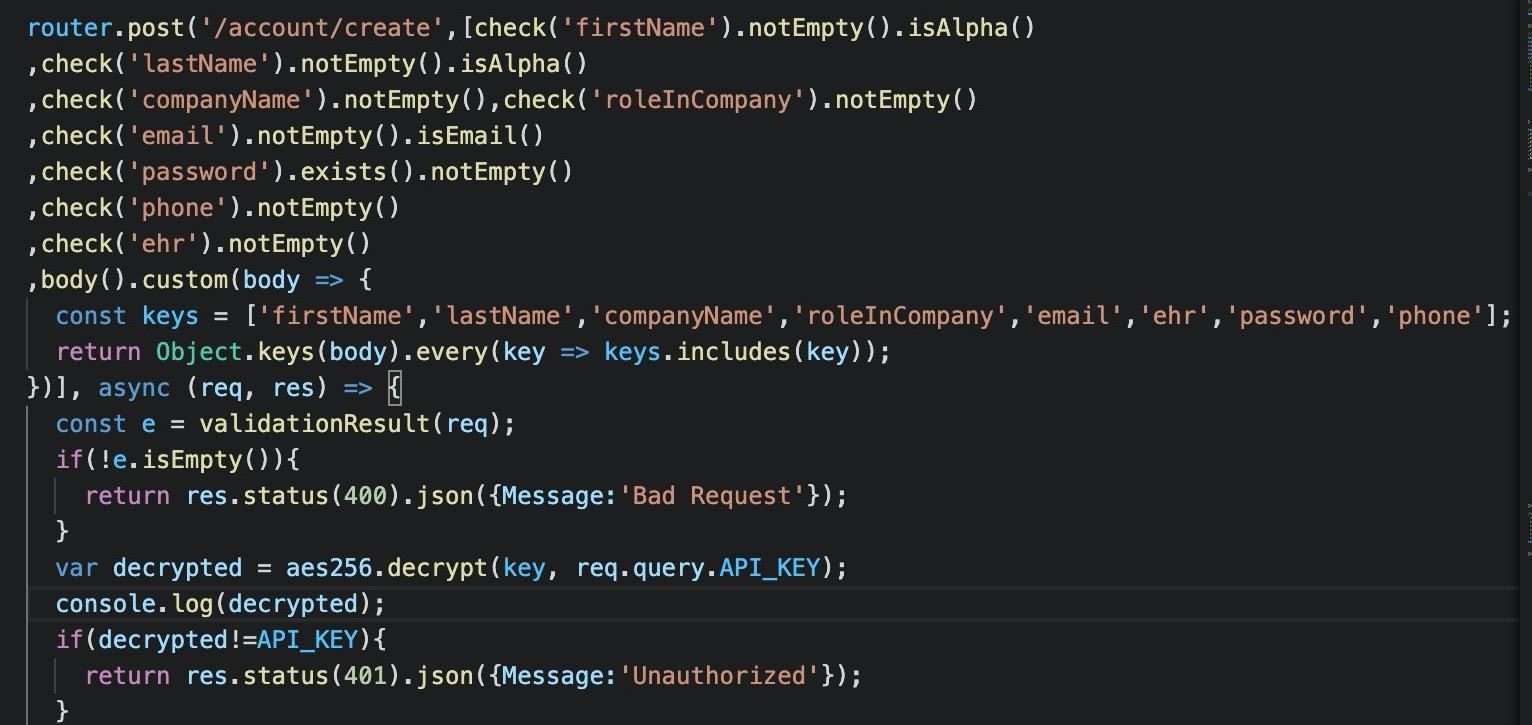 router.post('/account/create',[check('firstName').notEmpty().isAlpha()
,check('lastName').notEmpty().isAlpha()
,check('companyName').notEmpty(),check('roleInCompany').notEmpty()
,check('email').notEmpty().isEmail()
,check('password').exists().notEmpty()
,check('phone').notEmpty()
,check('ehr').notEmpty()
,body().custom(body => {
  const keys = ['firstName','lastName','companyName','roleInCompany','email','ehr','password','phone'];
  return Object.keys(body).every(key => keys.includes(key));
})], async (req, res) => {
  const e = validationResult(req);
  if(!e.isEmpty()){
    return res.status(400).json({Message:'Bad Request'});
  }
  var decrypted = aes256.decrypt(key, req.query.API_KEY);
  console.log(decrypted);
  if(decrypted!=API_KEY){
    return res.status(401).json({Message:'Unauthorized'});
  }